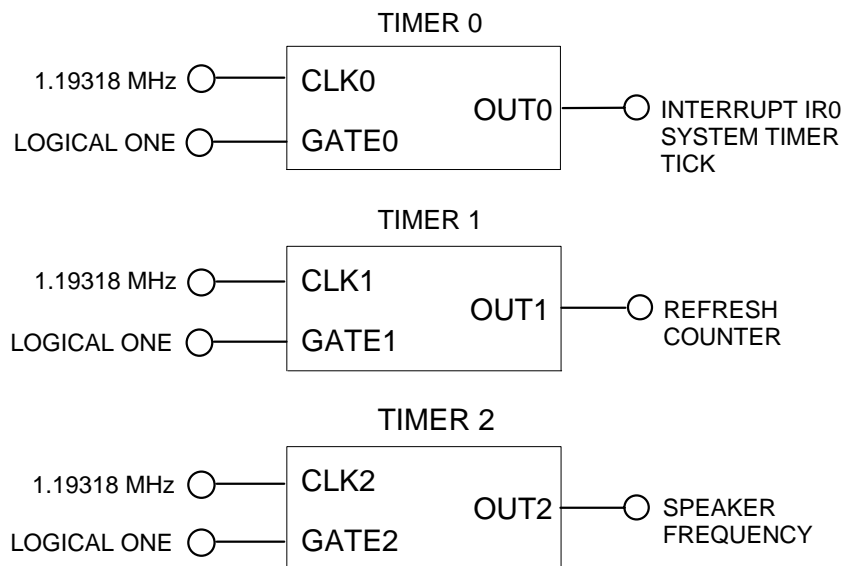 TIMER 0
1.19318 MHz
CLK0
OUT0
INTERRUPT IR0
SYSTEM TIMER
TICK
LOGICAL ONE
GATE0
TIMER 1
1.19318 MHz
CLK1
OUT1
REFRESH
COUNTER
LOGICAL ONE
GATE1
TIMER 2
1.19318 MHz
CLK2
OUT2
SPEAKER
FREQUENCY
LOGICAL ONE
GATE2